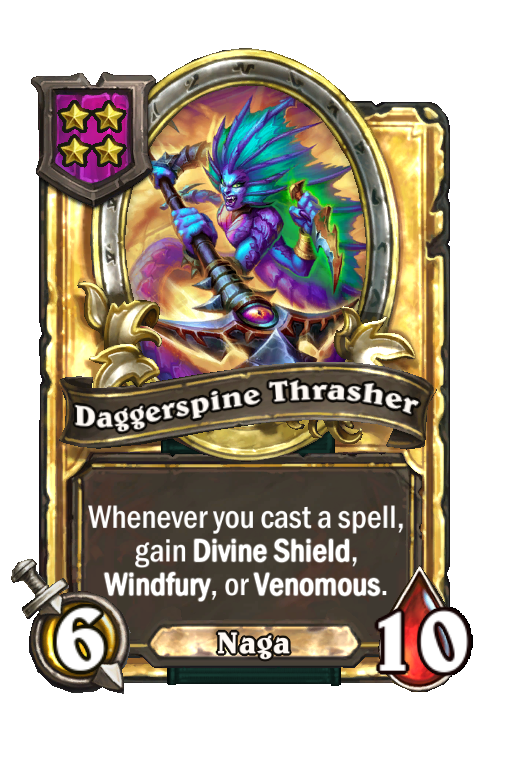 Daggerspine Thrasher
Whenever you cast a spell,
gain Divine Shield,
Windfury, or Venomous.
6
Naga
10